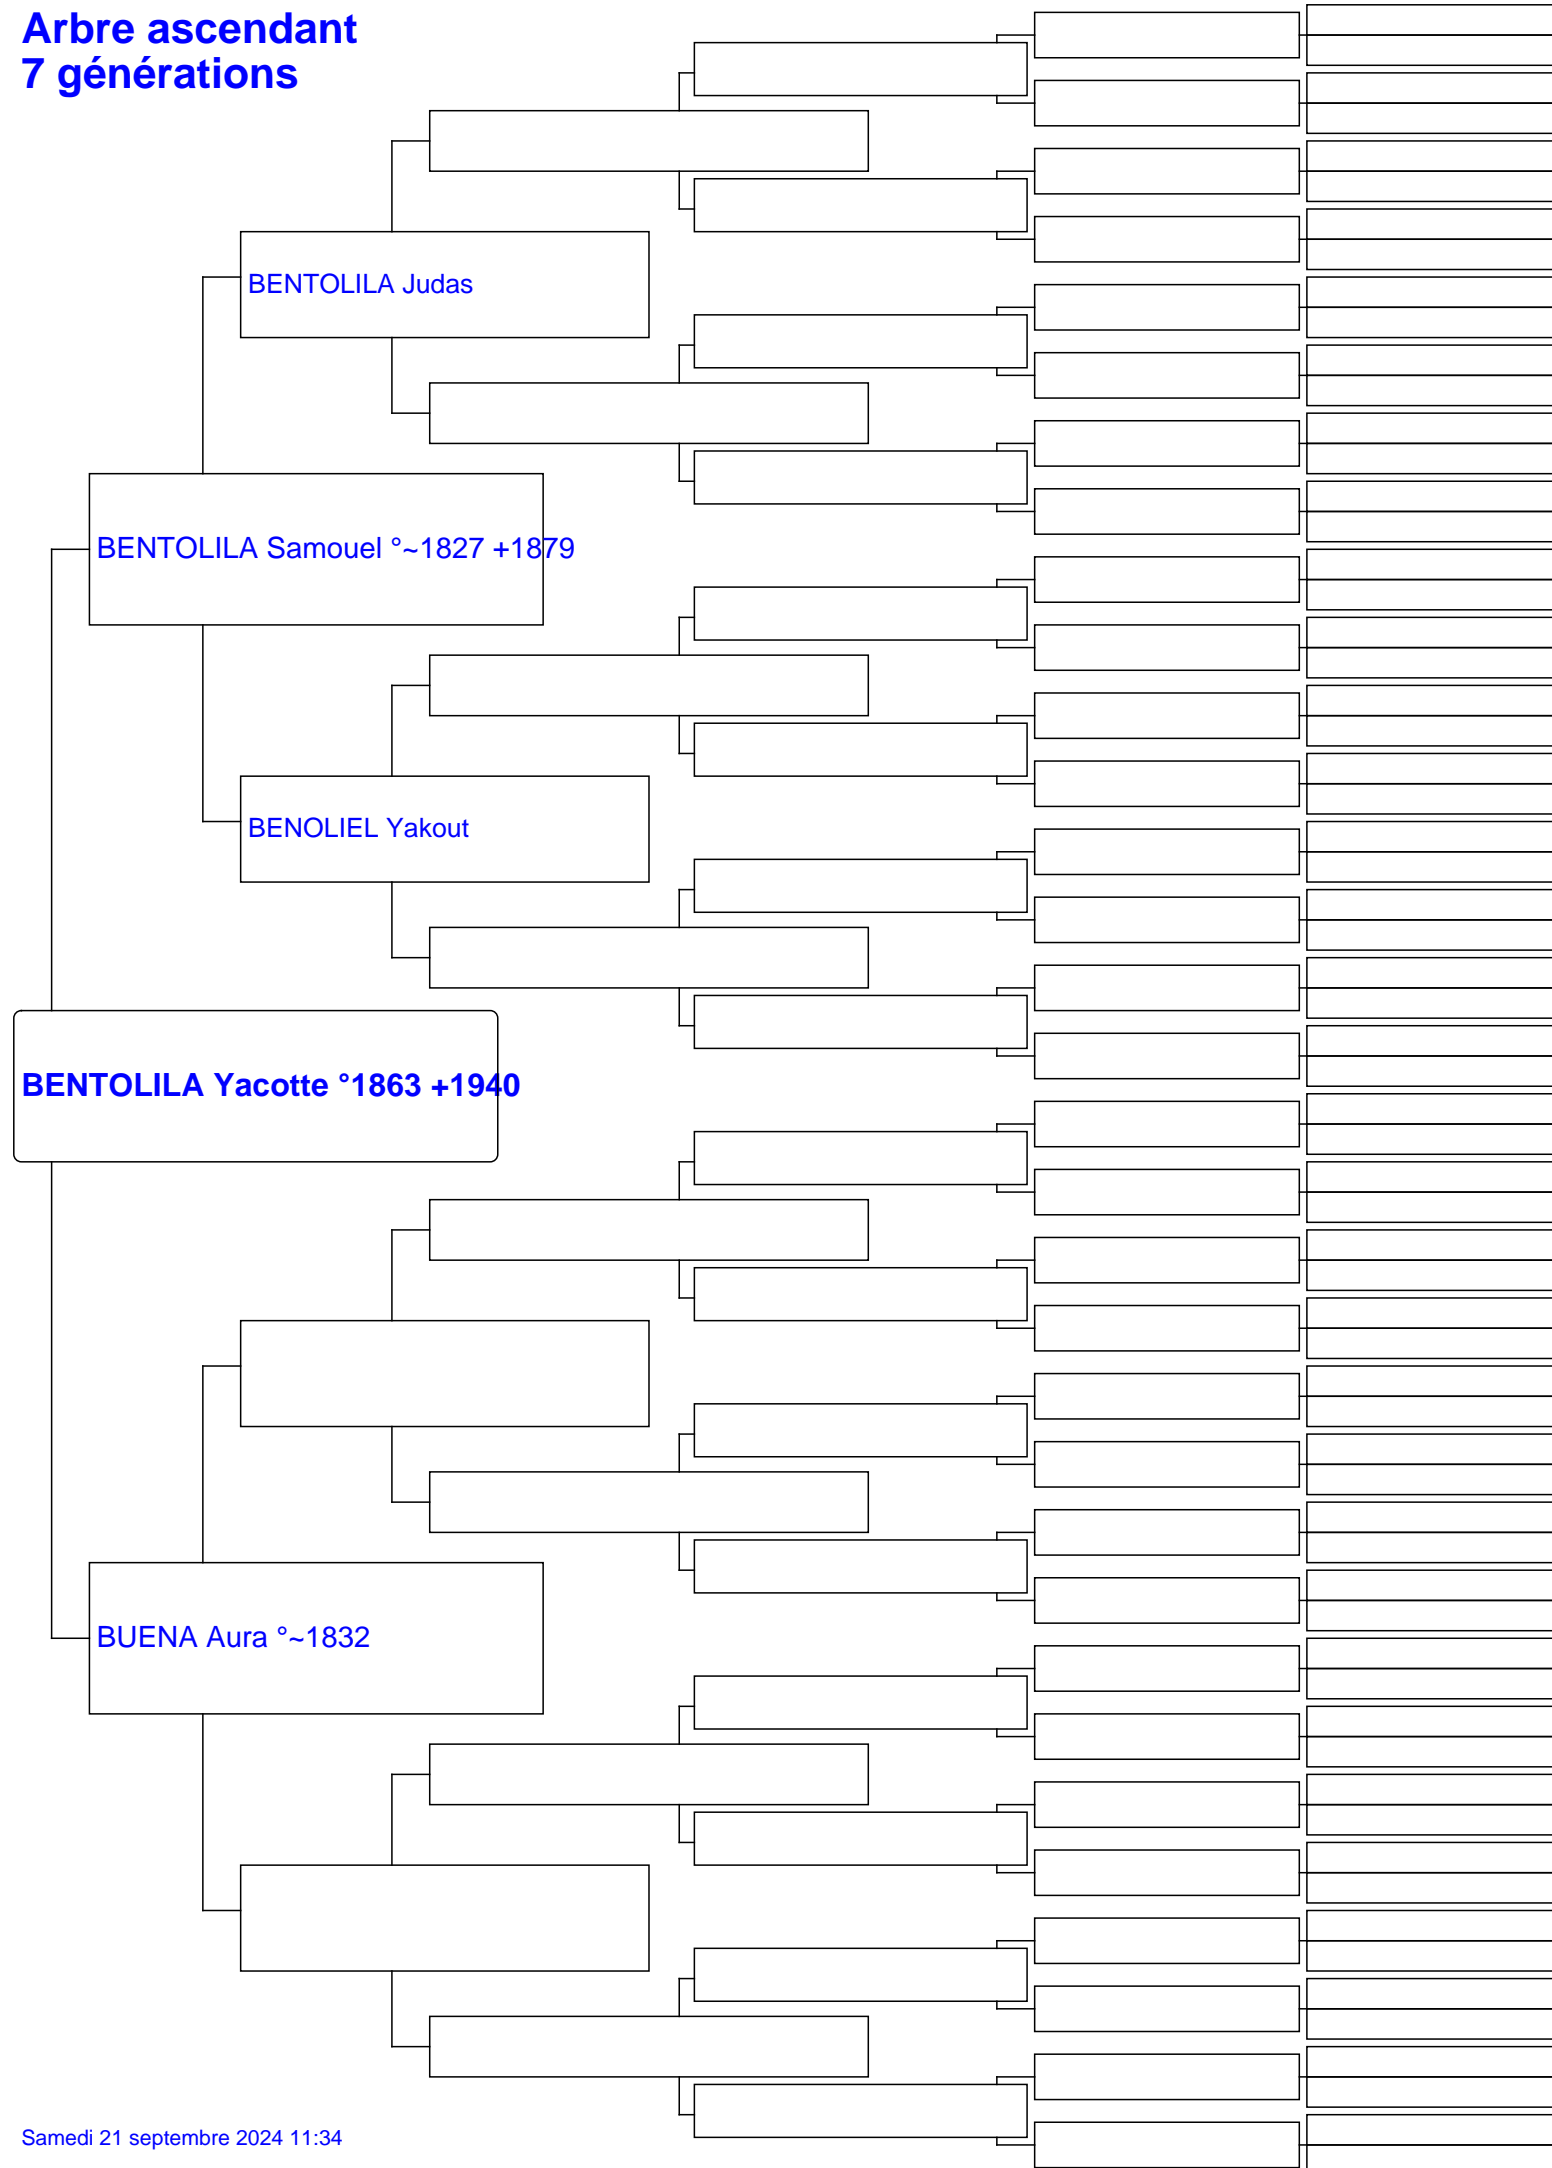 Arbre ascendant
7 générations
BENTOLILA Judas
BENTOLILA Samouel °~1827 +1879
BENOLIEL Yakout
BENTOLILA Yacotte °1863 +1940
BUENA Aura °~1832
Samedi 21 septembre 2024 11:34